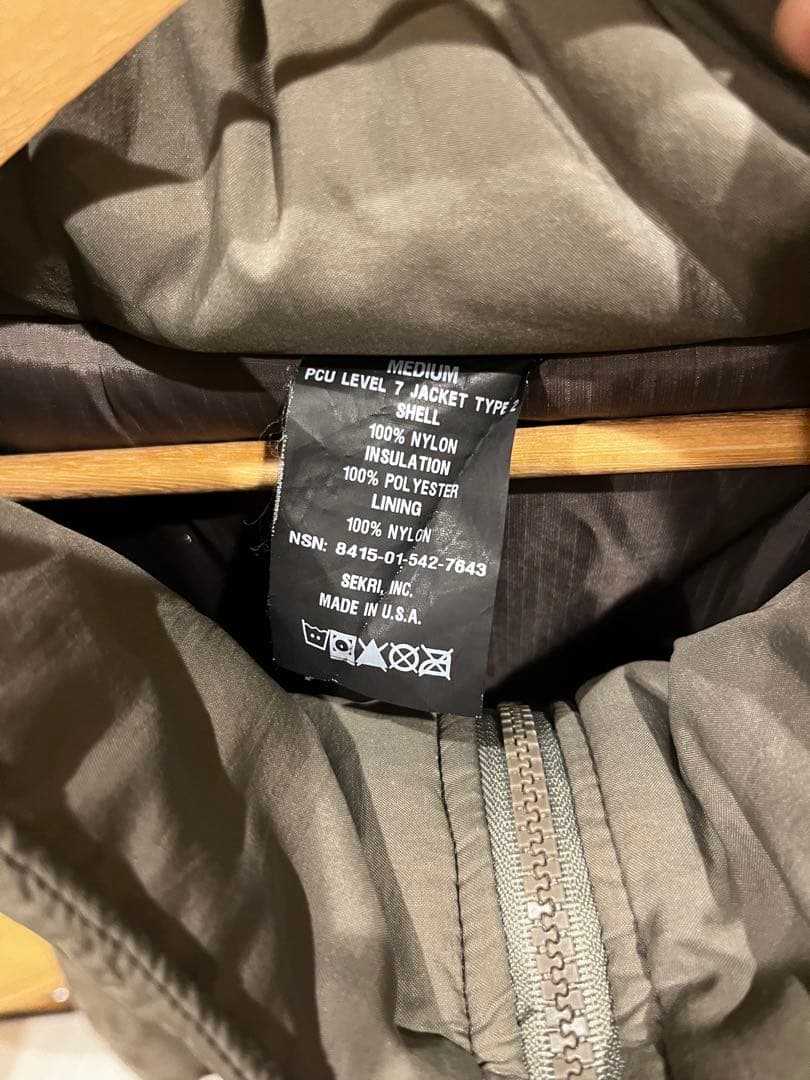 MEDIUM
PCU LEVEL 7 JACKET TYPE 2
SHELL
100% NYLON
INSULATION
100% POLYESTER
LINING
100% NYLON
NSN: 8415-01-542-7643
SEKRI, INC.
MADE IN U.S.A.